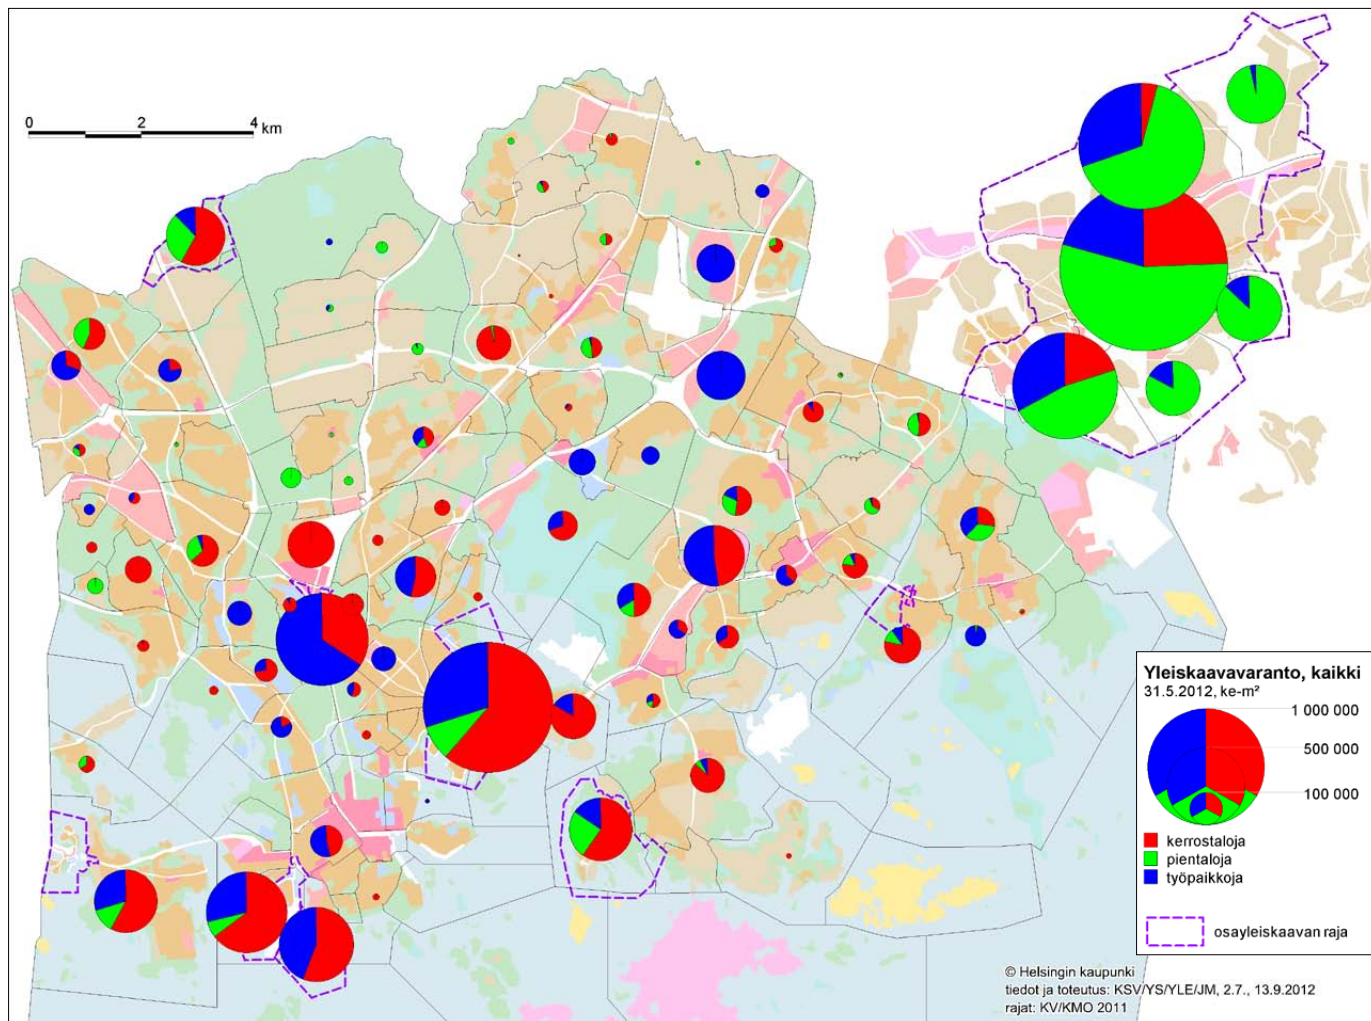 0 2 4 km
Yleiskaavavaranto, kaikki
31.5.2012, ke-m²
1 000 000
500 000
100 000
kerrostaloja
pientaloja
työpaikkoja
osayleiskaavan raja
© Helsingin kaupunki
tiedot ja toteutus: KSV/YS/YLE/JM, 2.7., 13.9.2012
rajat: KV/KMO 2011